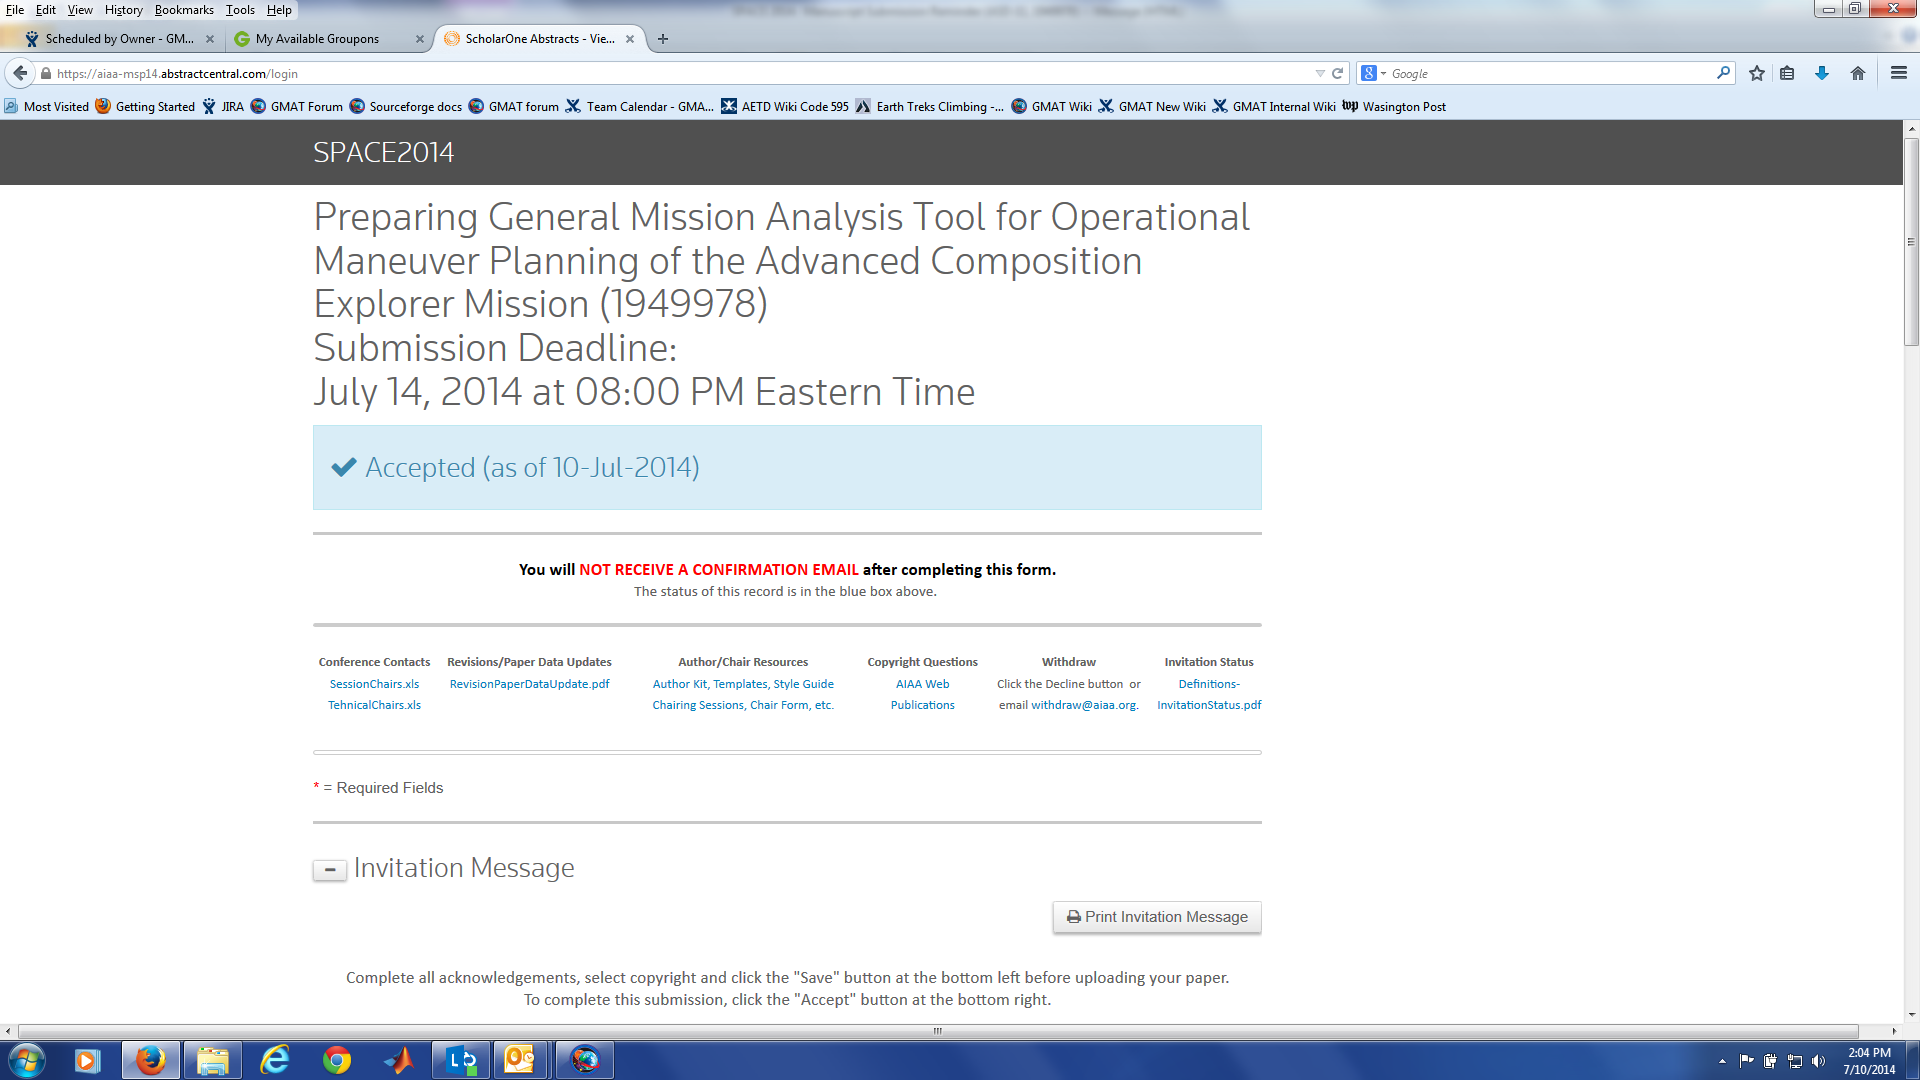 File Edit View History Bookmarks Tools Help
Scheduled by Owner - GM...
My Available Groupons
ScholarOne Abstracts - Vie...
https://aiaa-msp14.abstractcentral.com/login
Google
Most Visited Getting Started JIRA GMAT Forum Sourceforge docs GMAT forum Team Calendar - GMA... AETD Wiki Code 595 Earth Treks Climbing -... GMAT Wiki GMAT New Wiki GMAT Internal Wiki wp Wasington Post
SPACE2014
Preparing General Mission Analysis Tool for Operational
Maneuver Planning of the Advanced Composition
Explorer Mission (1949978)
Submission Deadline:
July 14, 2014 at 08:00 PM Eastern Time
Accepted (as of 10-Jul-2014)
You will NOT RECEIVE A CONFIRMATION EMAIL after completing this form.
The status of this record is in the blue box above.
Conference Contacts Revisions/Paper Data Updates Author/Chair Resources Copyright Questions Withdraw Invitation Status
SessionChairs.xls RevisionPaperDataUpdate.pdf Author Kit, Templates, Style Guide AIAA Web Click the Decline button or Definitions-
TehnicalChairs.xls Chairing Sessions, Chair Form, etc. Publications email withdraw@aiaa.org. InvitationStatus.pdf
* = Required Fields
Invitation Message
Print Invitation Message
Complete all acknowledgements, select copyright and click the "Save" button at the bottom left before uploading your paper.
To complete this submission, click the "Accept" button at the bottom right.
2:04 PM
7/10/2014